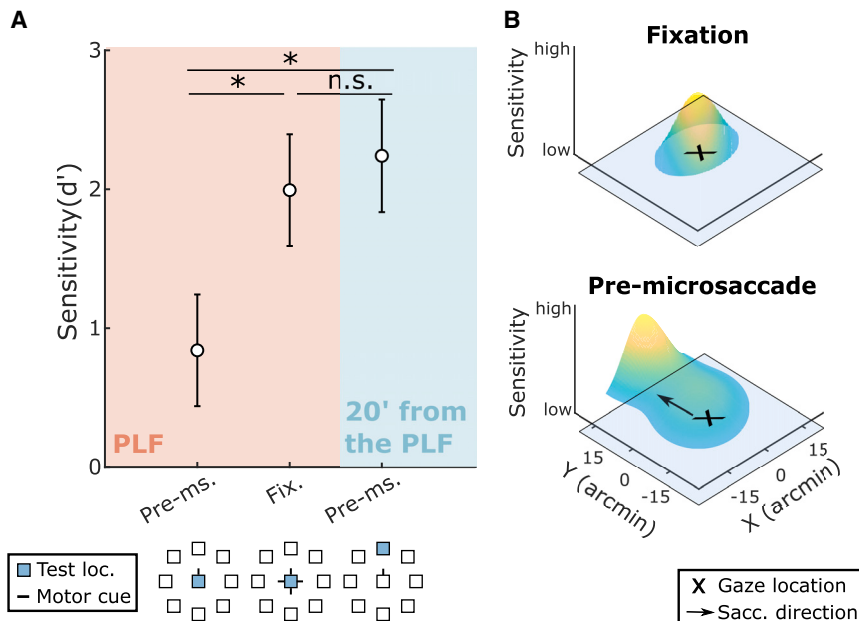 A
3
2
1
0
Sensitivity(d')
*
*
n.s.
PLF
20' from
the PLF
Pre-ms.
Fix.
Pre-ms.
Test loc.
Motor cue
B
Fixation
high
low
Sensitivity
Pre-microsaccade
high
low
Sensitivity
15
0
-15
Y (arcmin)
-15
0
15
X (arcmin)
X Gaze location
Sacc. direction